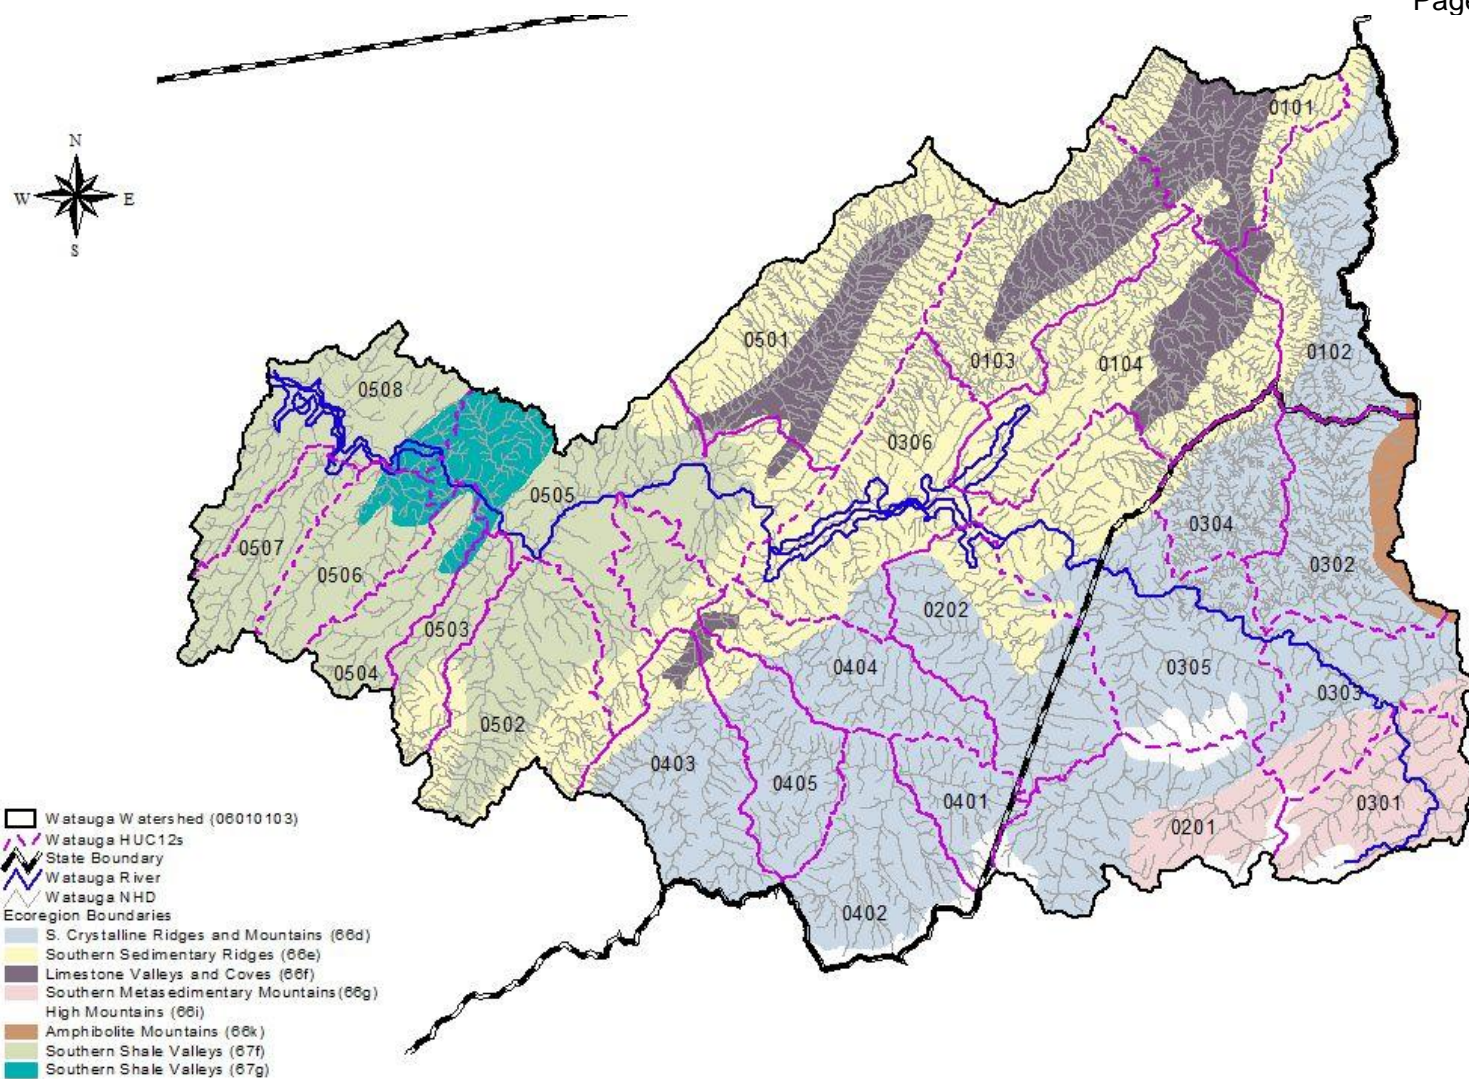 Page
N
W E
S
0101
0102
0501
0103
0104
0508
0306
0505
0304
0507
0506
0302
0202
0503
0404
0305
0504
0303
0502
0403
0405
0401
0301
0201
0402
Watauga Watershed (06010103)
Watauga HUC12s
State Boundary
Watauga River
Watauga NHD
Ecoregion Boundaries
S. Crystalline Ridges and Mountains (66d)
Southern Sedimentary Ridges (66e)
Limestone Valleys and Coves (66f)
Southern Metasedimentary Mountains(66g)
High Mountains (66i)
Amphibolite Mountains (66k)
Southern Shale Valleys (67f)
Southern Shale Valleys (67g)